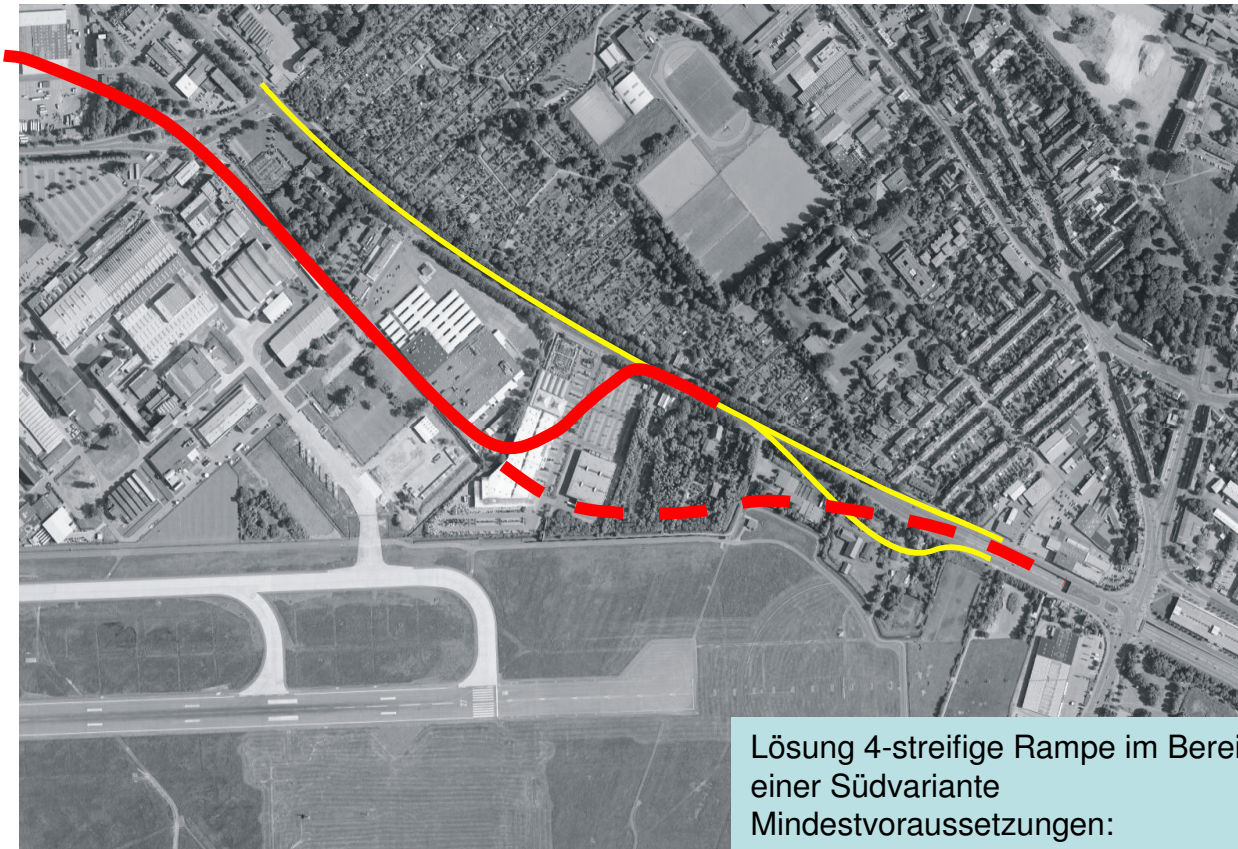 Lösung 4-streifige Rampe im Berei
einer Südvariante
Mindestvoraussetzungen: